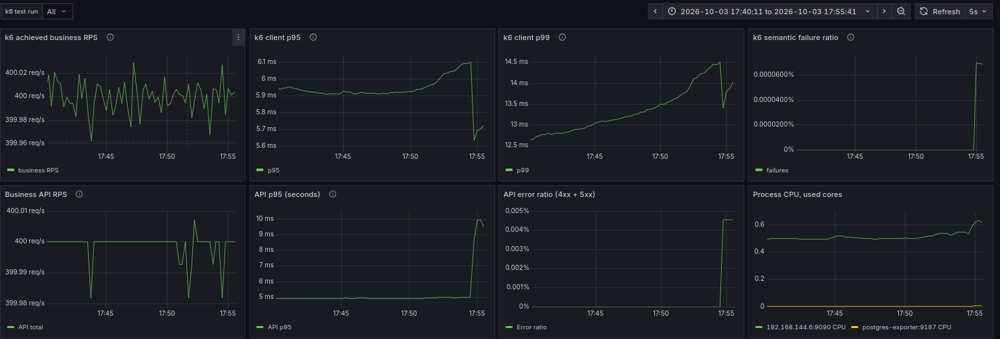 k6 test run All 2026-10-03 17:40:11 to 2026-10-03 17:55:41 Refresh 5s
k6 achieved business RPS
400.02 req/s
400 req/s
399.98 req/s
399.96 req/s
17:45 17:50 17:55
business RPS
k6 client p95
6.1 ms
6 ms
5.9 ms
5.8 ms
5.7 ms
5.6 ms
17:45 17:50 17:55
p95
k6 client p99
14.5 ms
14 ms
13.5 ms
13 ms
12.5 ms
17:45 17:50 17:55
p99
k6 semantic failure ratio
0.0000600%
0.0000400%
0.0000200%
0%
17:45 17:50 17:55
failures
Business API RPS
400.01 req/s
400 req/s
399.99 req/s
399.98 req/s
17:45 17:50 17:55
API total
API p95 (seconds)
10 ms
9 ms
8 ms
7 ms
6 ms
5 ms
17:45 17:50 17:55
API p95
API error ratio (4xx + 5xx)
0.005%
0.004%
0.003%
0.002%
0.001%
0%
17:45 17:50 17:55
Error ratio
Process CPU, used cores
0.6
0.4
0.2
0
17:45 17:50 17:55
192.168.144.6:9090 CPU postgres-exporter:9187 CPU